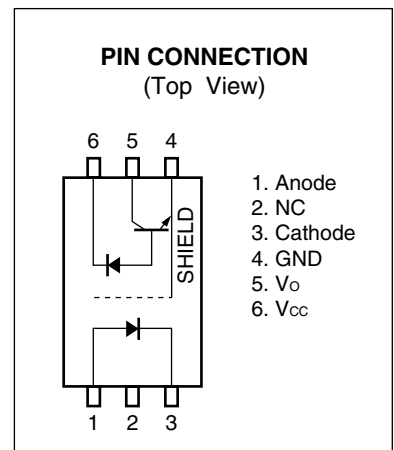 PIN CONNECTION
(Top View)
6 5 4
SHIELD
1 2 3
1. Anode
2. NC
3. Cathode
4. GND
5. Vo
6. Vcc